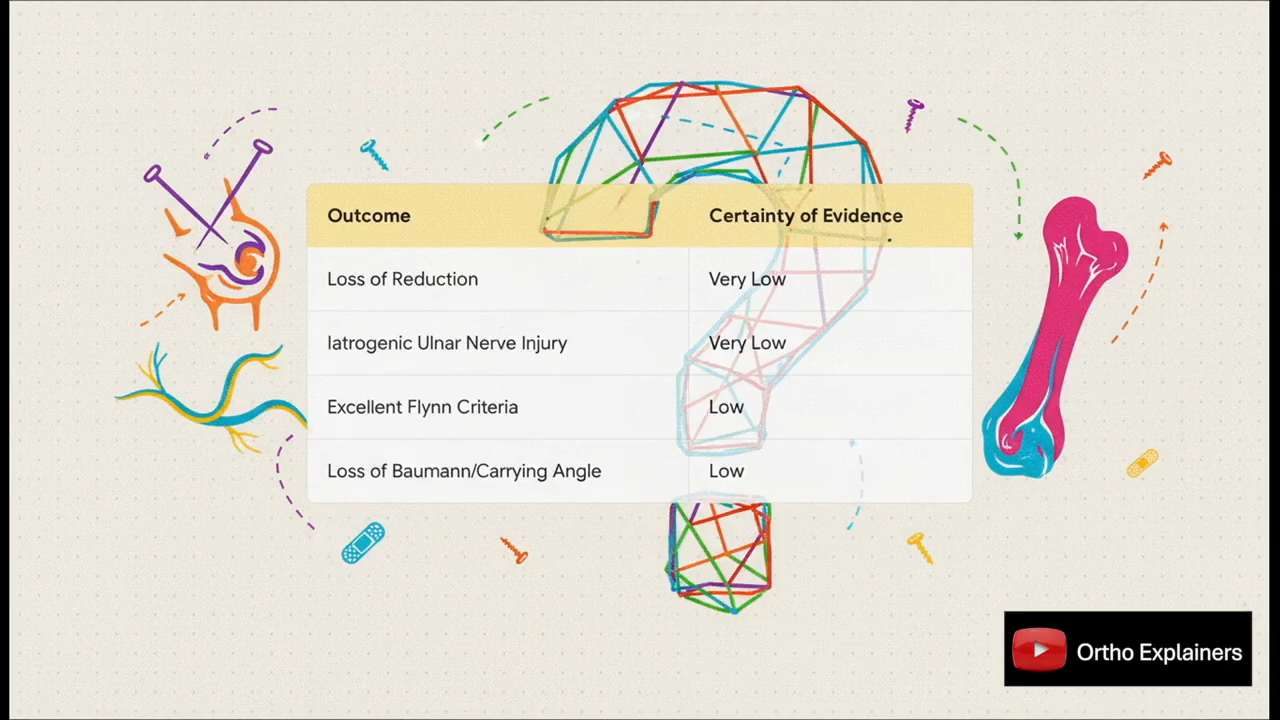 Outcome Certainty of Evidence
Loss of Reduction Very Low
Iatrogenic Ulnar Nerve Injury Very Low
Excellent Flynn Criteria Low
Loss of Baumann/Carrying Angle Low
Ortho Explainers